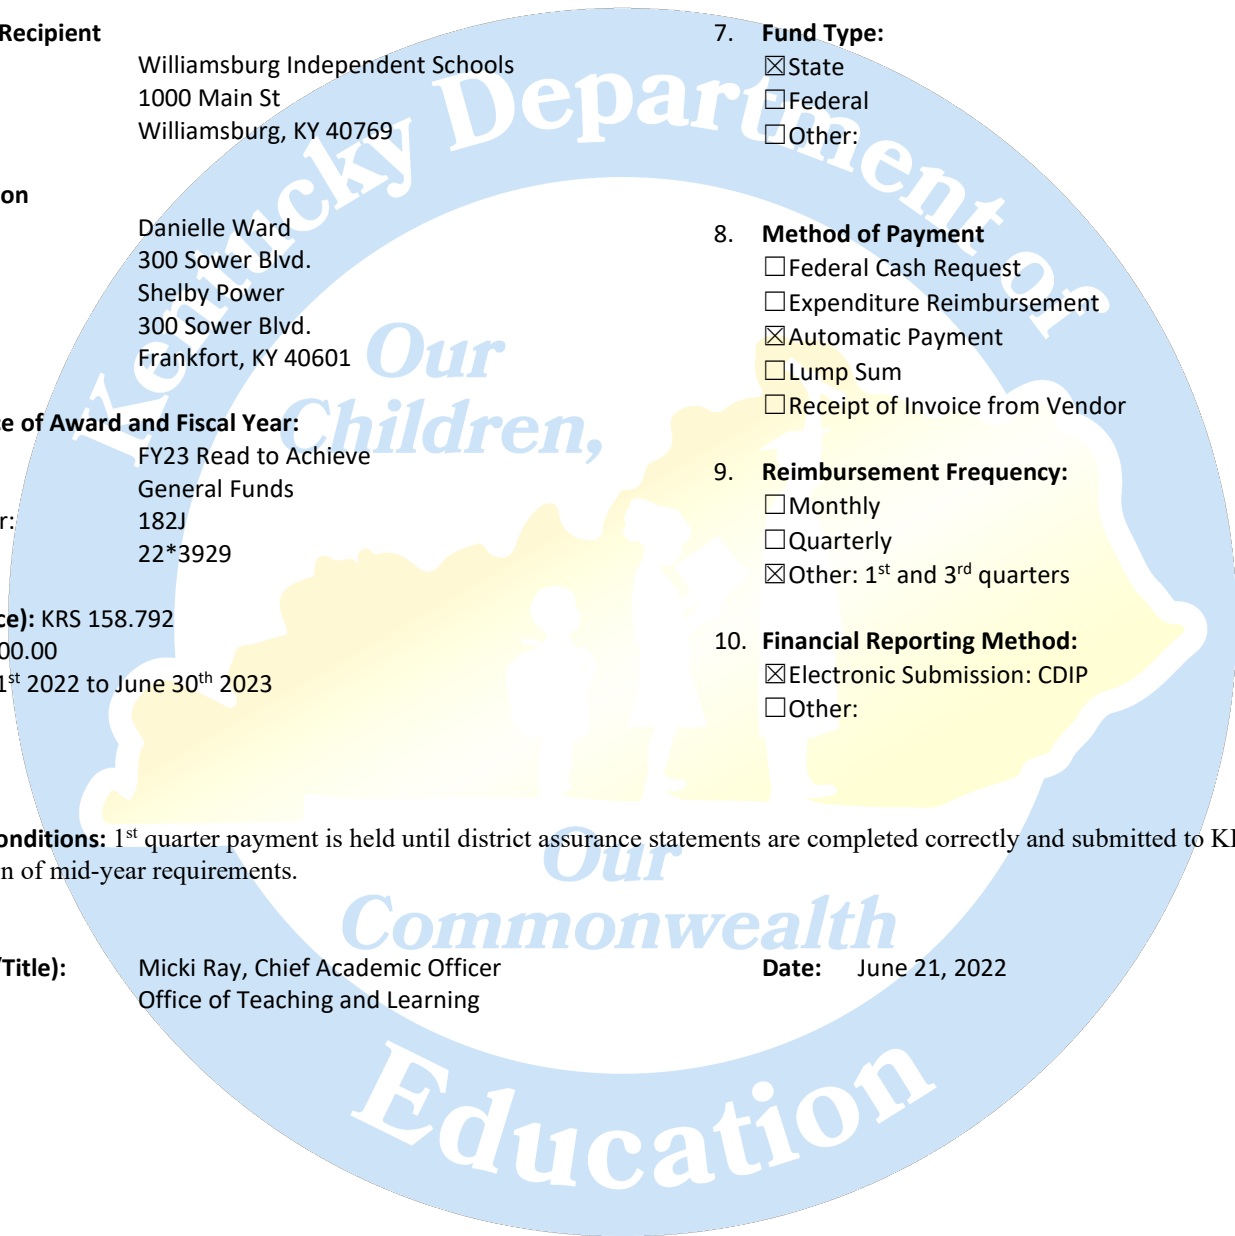 Recipient
Williamsburg Independent Schools
1000 Main St
Williamsburg, KY 40769
on
Danielle Ward
300 Sower Blvd.
Shelby Power
300 Sower Blvd.
Frankfort, KY 40601
ce of Award and Fiscal Year:
FY23 Read to Achieve
General Funds
r: 182J
22*3929
ce): KRS 158.792
00.00
1st 2022 to June 30th 2023
7. Fund Type:
☒State
☐Federal
☐Other:
8. Method of Payment
☐Federal Cash Request
☐Expenditure Reimbursement
☒Automatic Payment
☐Lump Sum
☐Receipt of Invoice from Vendor
9. Reimbursement Frequency:
☐Monthly
☐Quarterly
☒Other: 1st and 3rd quarters
10. Financial Reporting Method:
☒Electronic Submission: CDIP
☐Other:
onditions: 1st quarter payment is held until district assurance statements are completed correctly and submitted to K
n of mid-year requirements.
/Title): Micki Ray, Chief Academic Officer Date: June 21, 2022
Office of Teaching and Learning
Kentucky Department of
Education
Our
Children,
Our
Commonwealth